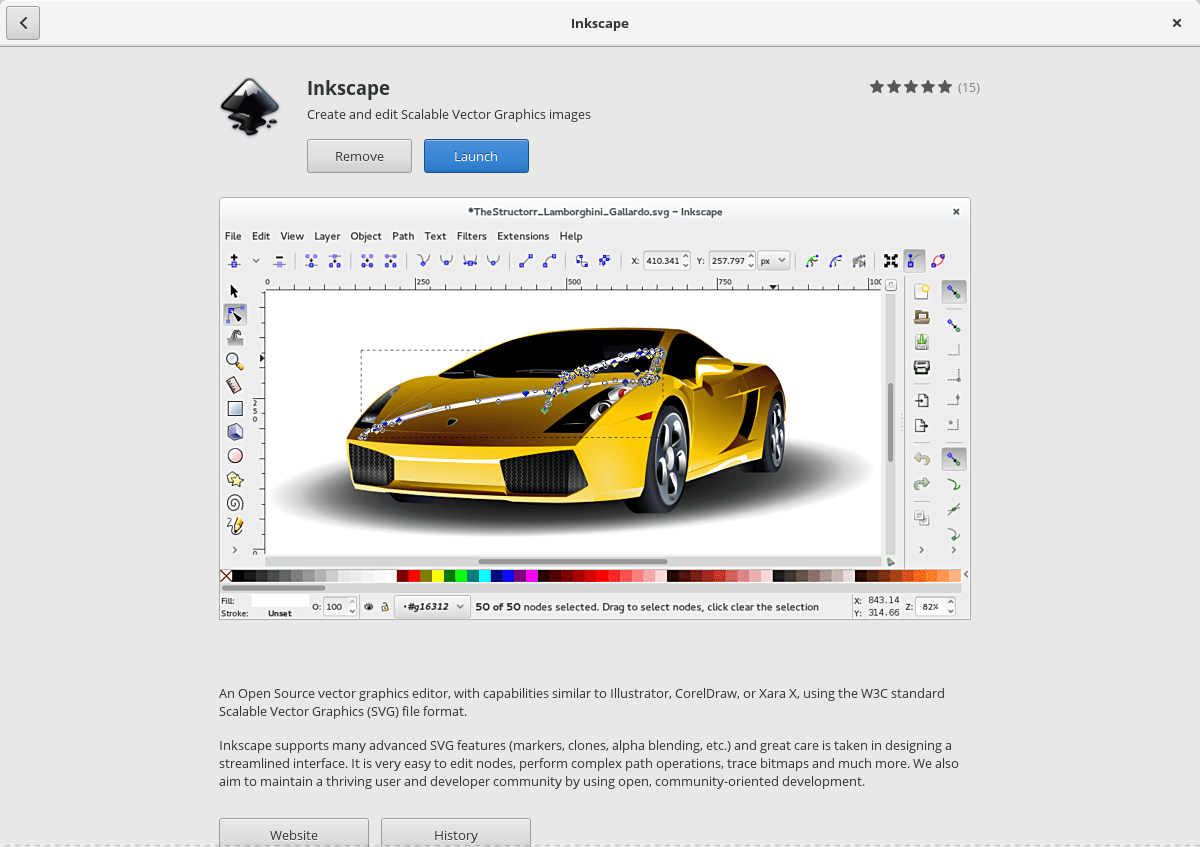 Inkscape
Inkscape
(15)
Create and edit Scalable Vector Graphics images
Remove
Launch
*TheStructorr_Lamborghini_Gallardo.svg – Inkscape
File Edit View Layer Object Path Text Filters Extensions Help
X: 410.341 Y: 257.797 px
0 250 500 750 100
250
0
Fill:
Stroke: Unset
O: 100
•#g16312
50 of 50 nodes selected. Drag to select nodes, click clear the selection
X: 843.14
Y: 314.66
Z: 82%
An Open Source vector graphics editor, with capabilities similar to Illustrator, CorelDraw, or Xara X, using the W3C standard
Scalable Vector Graphics (SVG) file format.
Inkscape supports many advanced SVG features (markers, clones, alpha blending, etc.) and great care is taken in designing a
streamlined interface. It is very easy to edit nodes, perform complex path operations, trace bitmaps and much more. We also
aim to maintain a thriving user and developer community by using open, community-oriented development.
Website
History